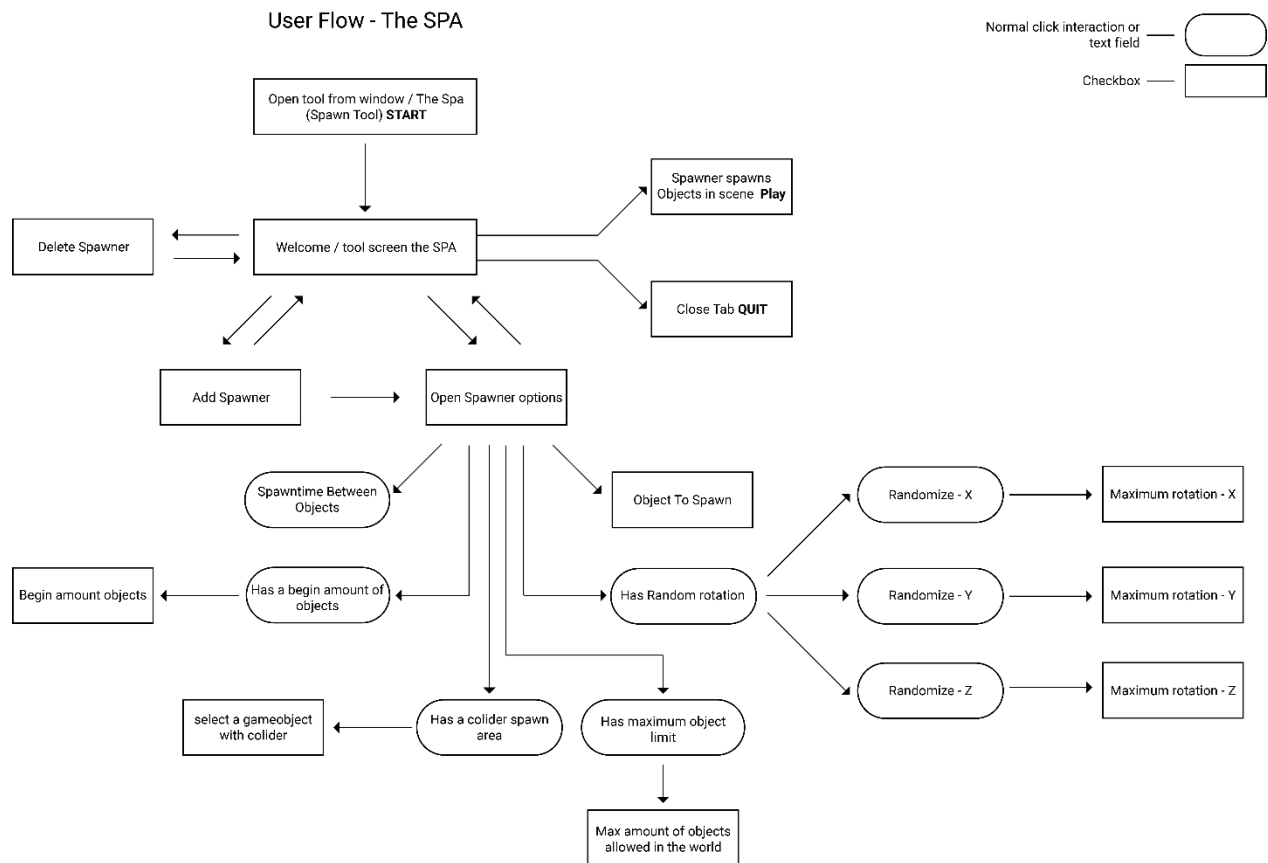 User Flow - The SPA
Normal click interaction or
text field
Checkbox
Open tool from window / The Spa
(Spawn Tool) START
Spawner spawns
Objects in scene Play
Delete Spawner
Welcome / tool screen the SPA
Close Tab QUIT
Add Spawner
Open Spawner options
Spawntime Between
Objects
Object To Spawn
Randomize - X
Maximum rotation - X
Begin amount objects
Has a begin amount of
objects
Has Random rotation
Randomize - Y
Maximum rotation - Y
Randomize - Z
Maximum rotation - Z
select a gameobject
with colider
Has a colider spawn
area
Has maximum object
limit
Max amount of objects
allowed in the world